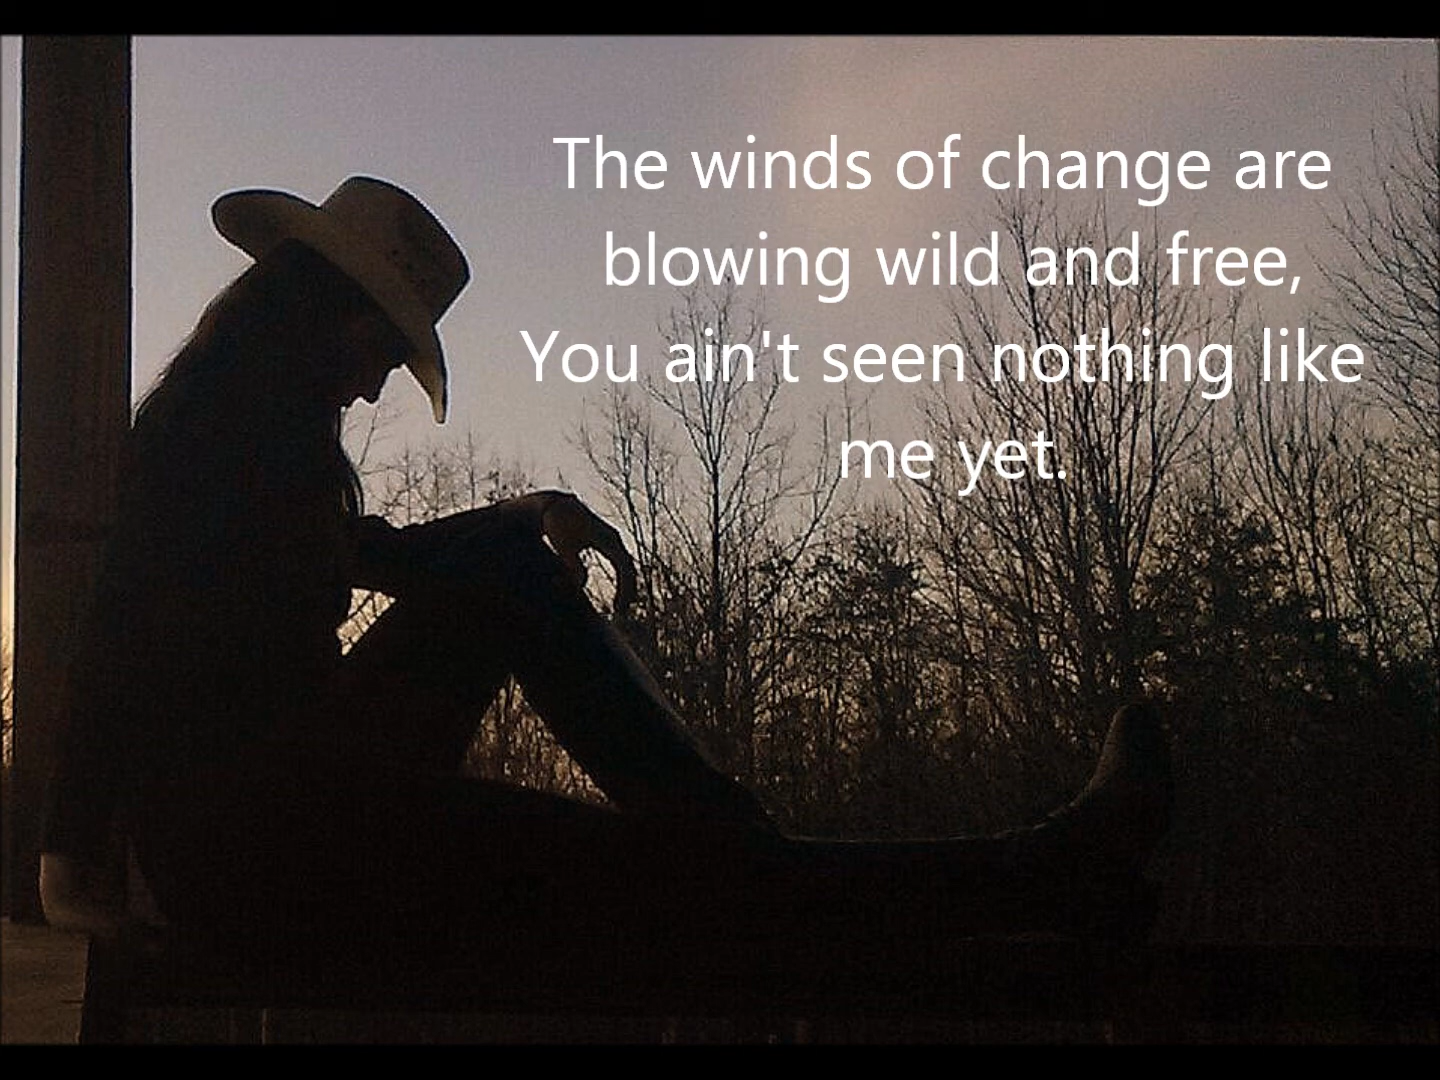 The winds of change are
blowing wild and free,
You ain't seen nothing like
me yet.